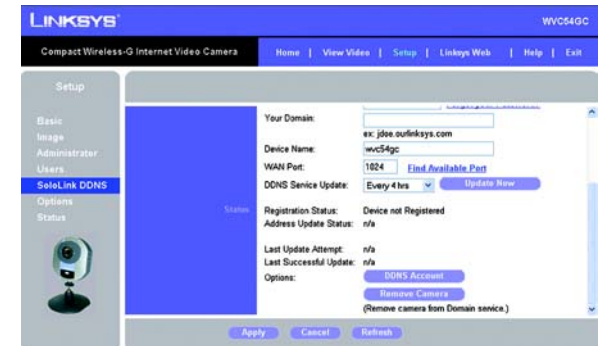 LINKSYS
WVC54GC
Compact Wireless-G Internet Video Camera
Home | View Video | Setup | Linksys Web | Help | Exit
Setup
Basic
Image
Administrator
Users
SoloLink DDNS
Options
Status
Your Domain:
ex: jdoe.ourlinksys.com
Device Name: wvc54gc
WAN Port: 1024 Find Available Port
DDNS Service Update: Every 4 hrs Update Now
Status
Registration Status: Device not Registered
Address Update Status: n/a
Last Update Attempt: n/a
Last Successful Update: n/a
Options: DDNS Account
Remove Camera
(Remove camera from Domain service.)
Apply Cancel Refresh